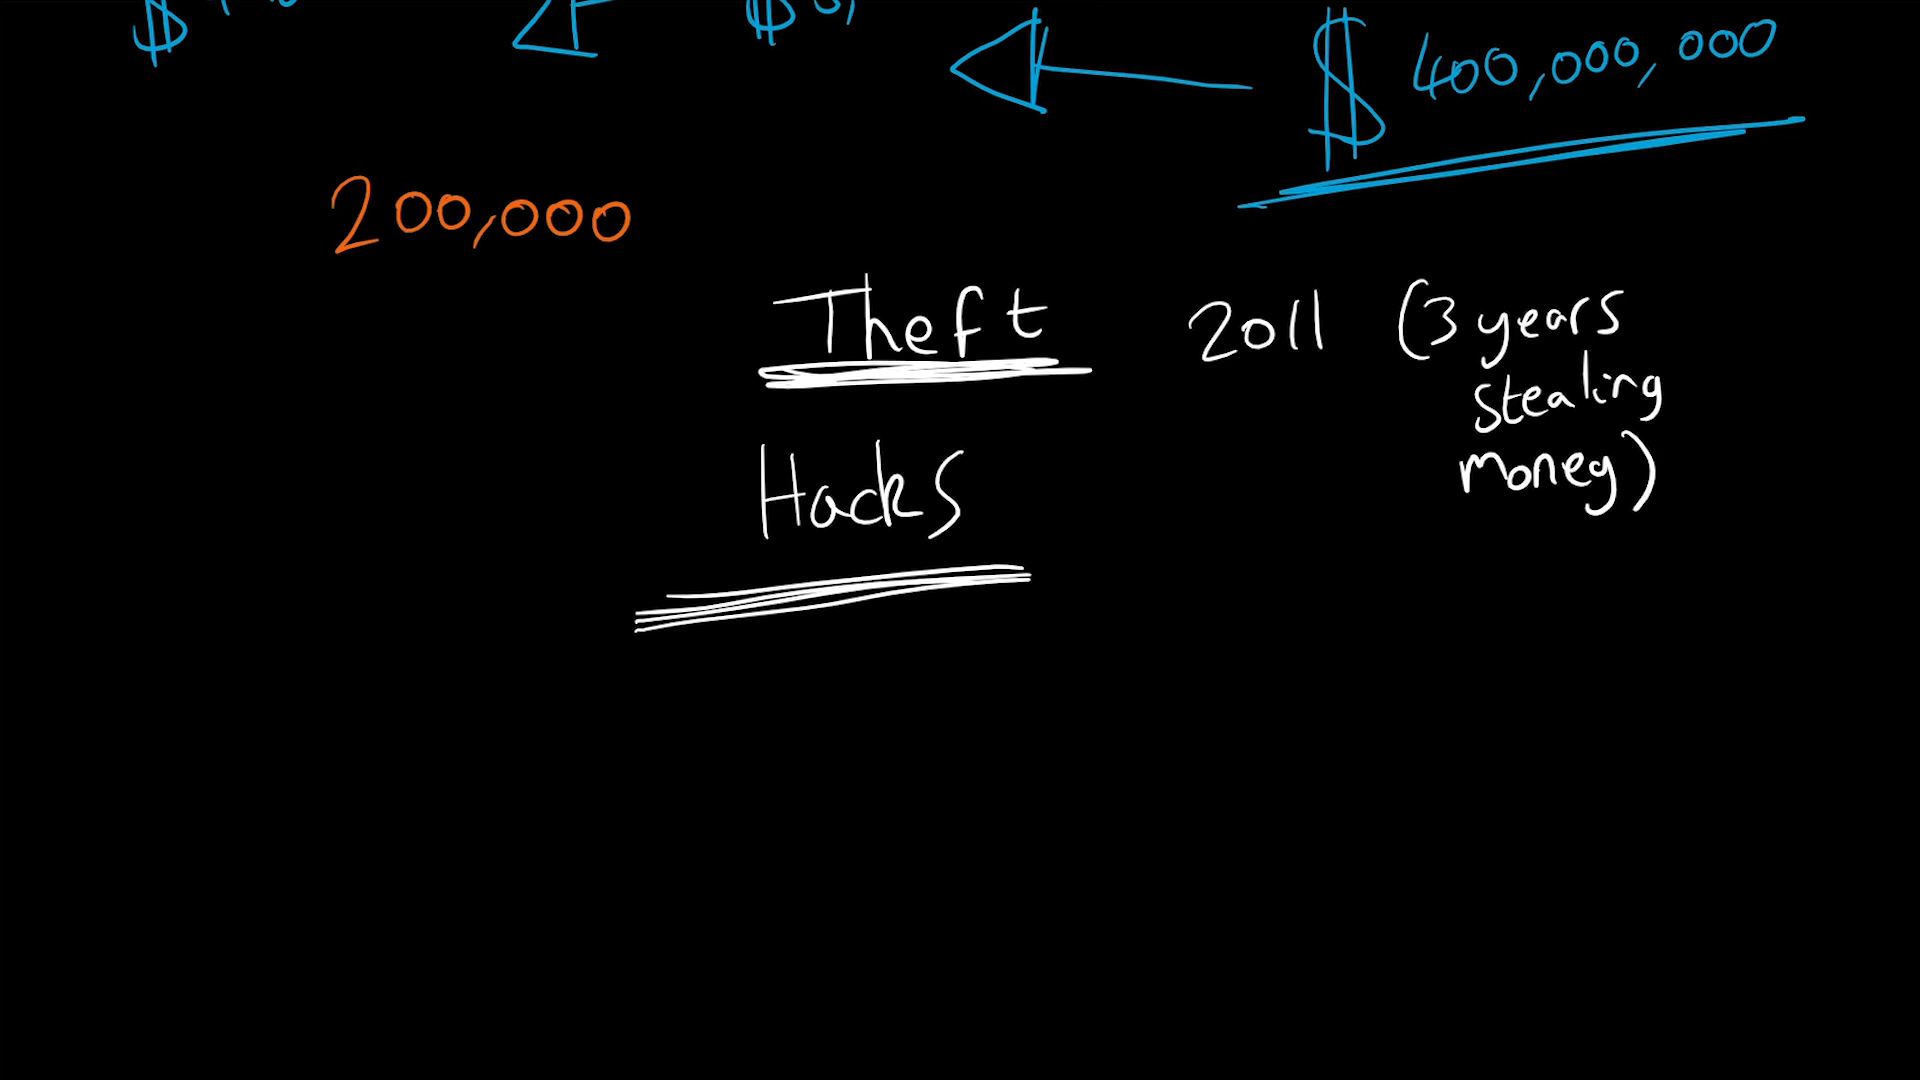 $ 400,000,000
200,000
Theft 2011 (3 years
stealing
money)
Hacks